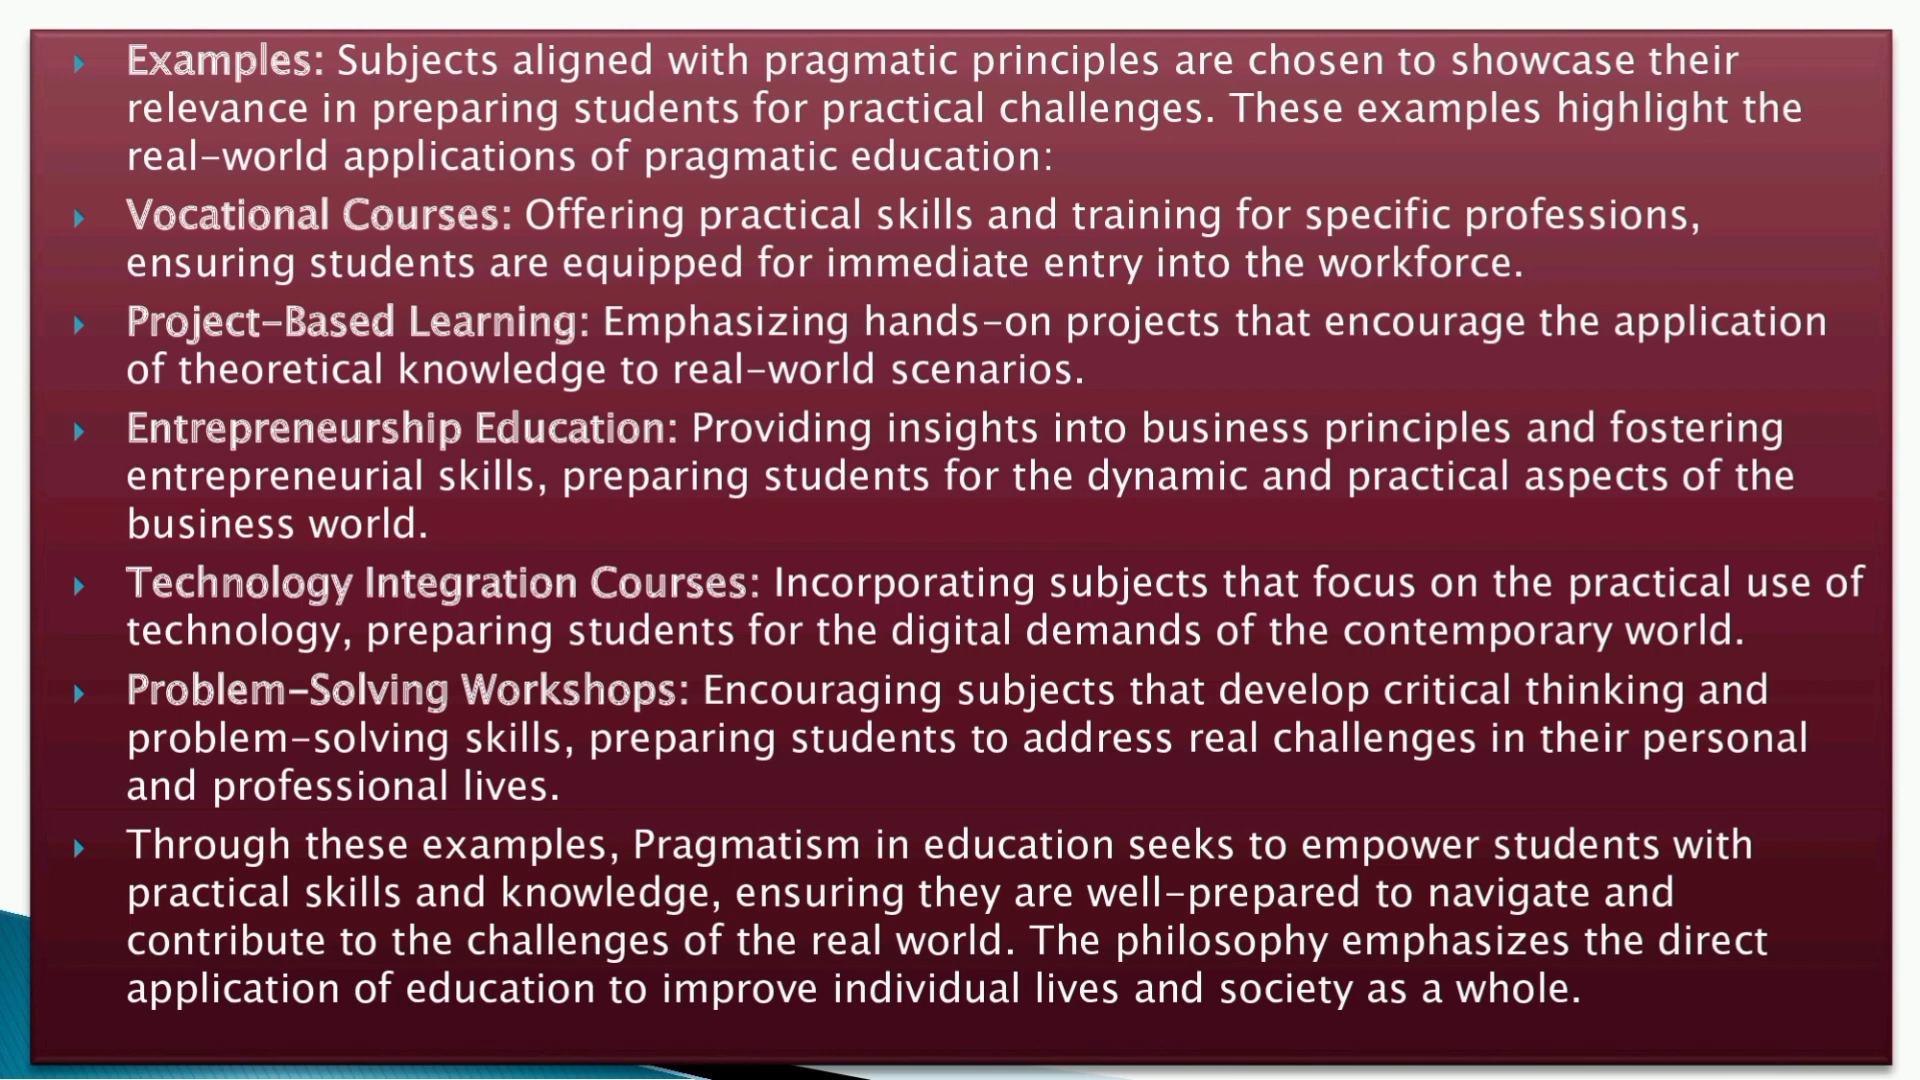 Examples: Subjects aligned with pragmatic principles are chosen to showcase their
relevance in preparing students for practical challenges. These examples highlight the
real-world applications of pragmatic education:
Vocational Courses: Offering practical skills and training for specific professions,
ensuring students are equipped for immediate entry into the workforce.
Project-Based Learning: Emphasizing hands-on projects that encourage the application
of theoretical knowledge to real-world scenarios.
Entrepreneurship Education: Providing insights into business principles and fostering
entrepreneurial skills, preparing students for the dynamic and practical aspects of the
business world.
Technology Integration Courses: Incorporating subjects that focus on the practical use of
technology, preparing students for the digital demands of the contemporary world.
Problem-Solving Workshops: Encouraging subjects that develop critical thinking and
problem-solving skills, preparing students to address real challenges in their personal
and professional lives.
Through these examples, Pragmatism in education seeks to empower students with
practical skills and knowledge, ensuring they are well-prepared to navigate and
contribute to the challenges of the real world. The philosophy emphasizes the direct
application of education to improve individual lives and society as a whole.